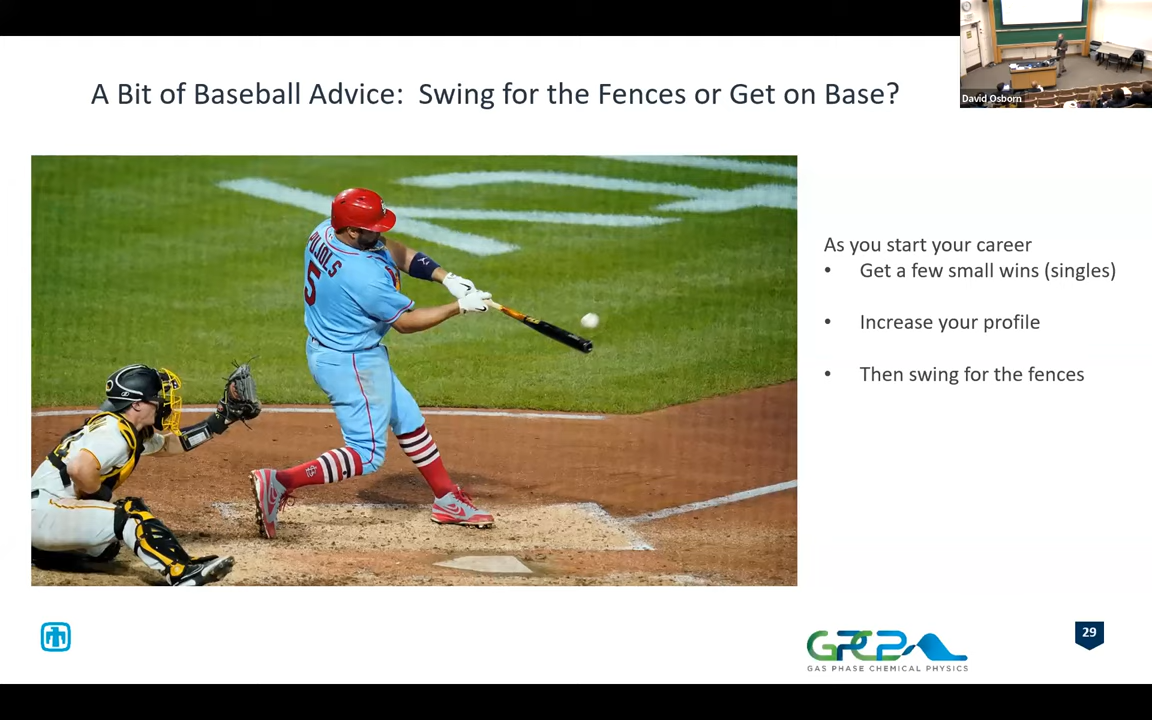 David Osborn
A Bit of Baseball Advice: Swing for the Fences or Get on Base?
PUJOLS
5
As you start your career
• Get a few small wins (singles)
• Increase your profile
• Then swing for the fences
GPCP
GAS PHASE CHEMICAL PHYSICS
29